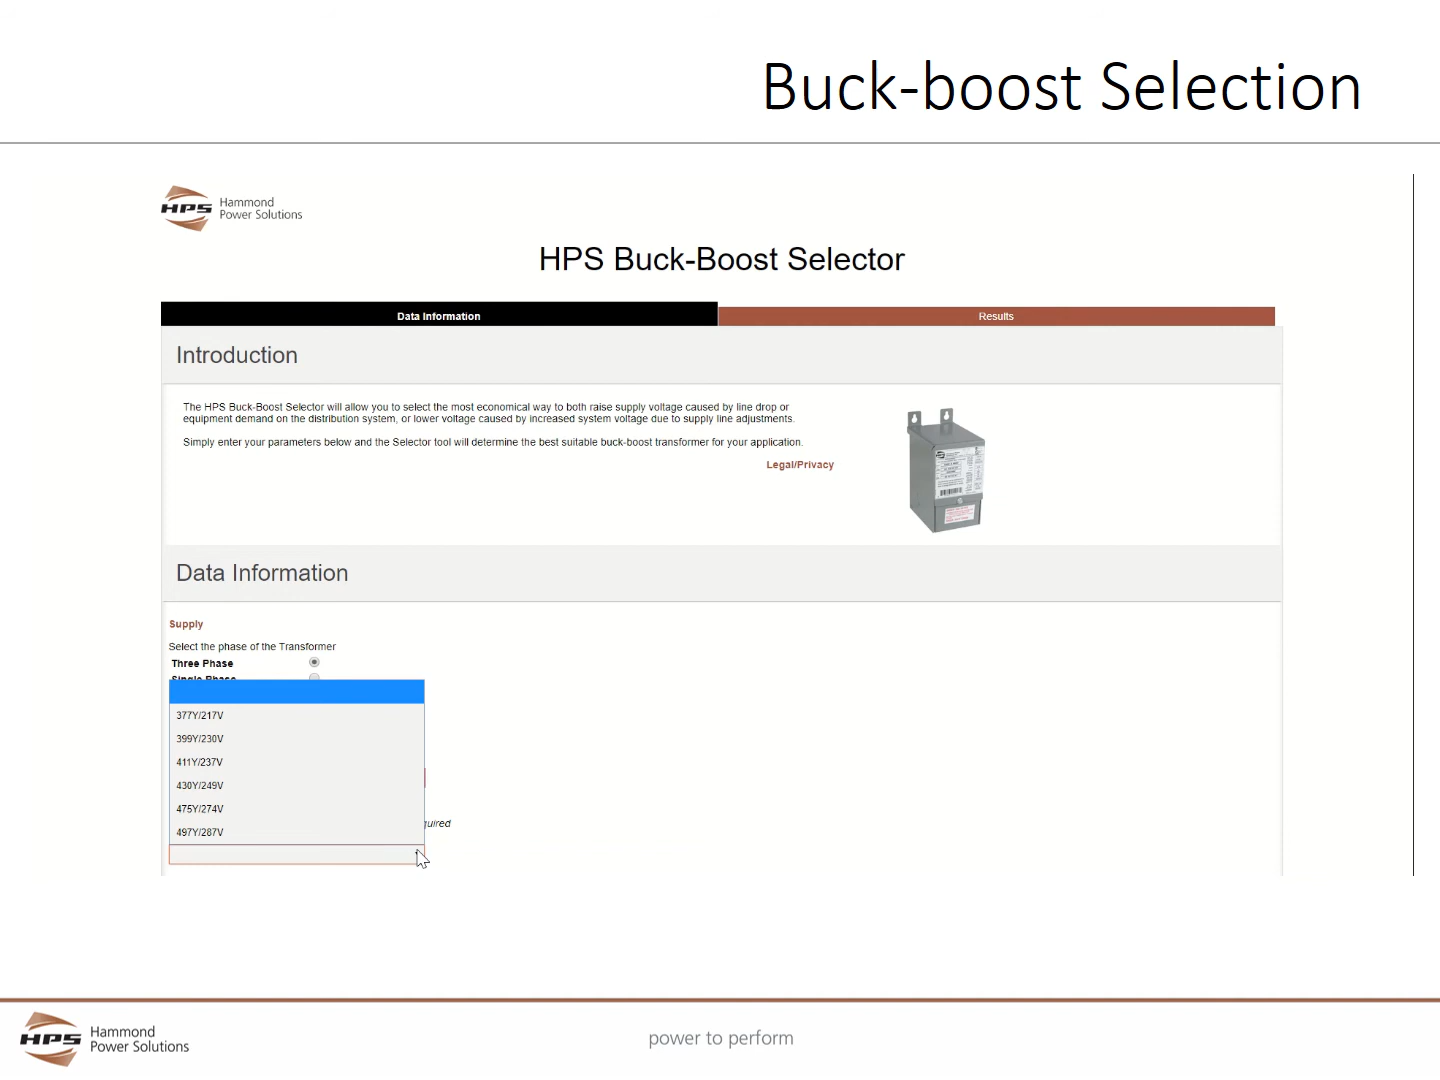 Buck-boost Selection
HPS
Hammond
Power Solutions
HPS Buck-Boost Selector
Data Information
Results
Introduction
The HPS Buck-Boost Selector will allow you to select the most economical way to both raise supply voltage caused by line drop or
equipment demand on the distribution system, or lower voltage caused by increased system voltage due to supply line adjustments.
Simply enter your parameters below and the Selector tool will determine the best suitable buck-boost transformer for your application.
Legal/Privacy
Data Information
Supply
Select the phase of the Transformer
Three Phase
Single Phase
377Y/217V
399Y/230V
411Y/237V
430Y/249V
475Y/274V
497Y/287V
quired
HPS
Hammond
Power Solutions
power to perform